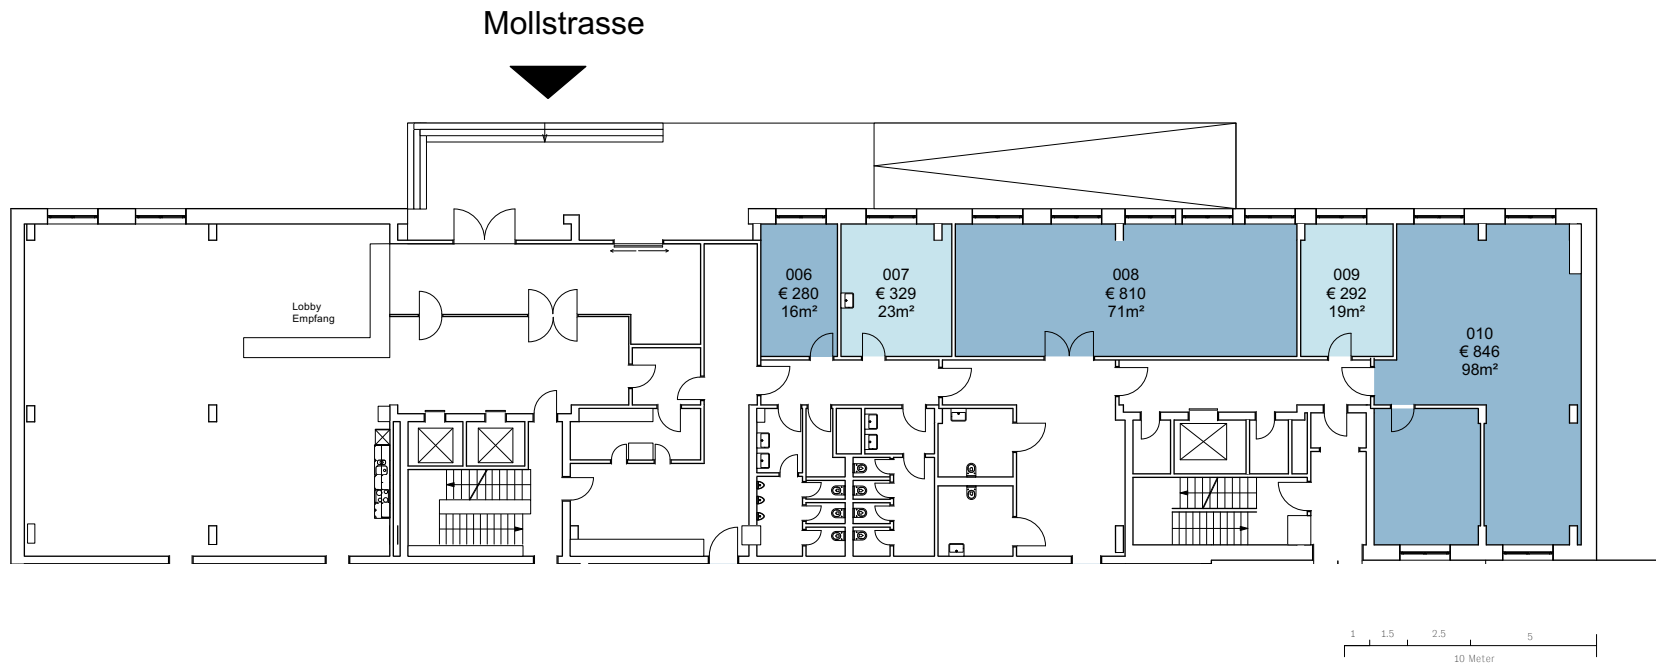 Mollstrasse
Lobby
Empfang
006
€ 280
16m²
007
€ 329
23m²
008
€ 810
71m²
009
€ 292
19m²
010
€ 846
98m²
1 1.5 2.5 5
10 Meter